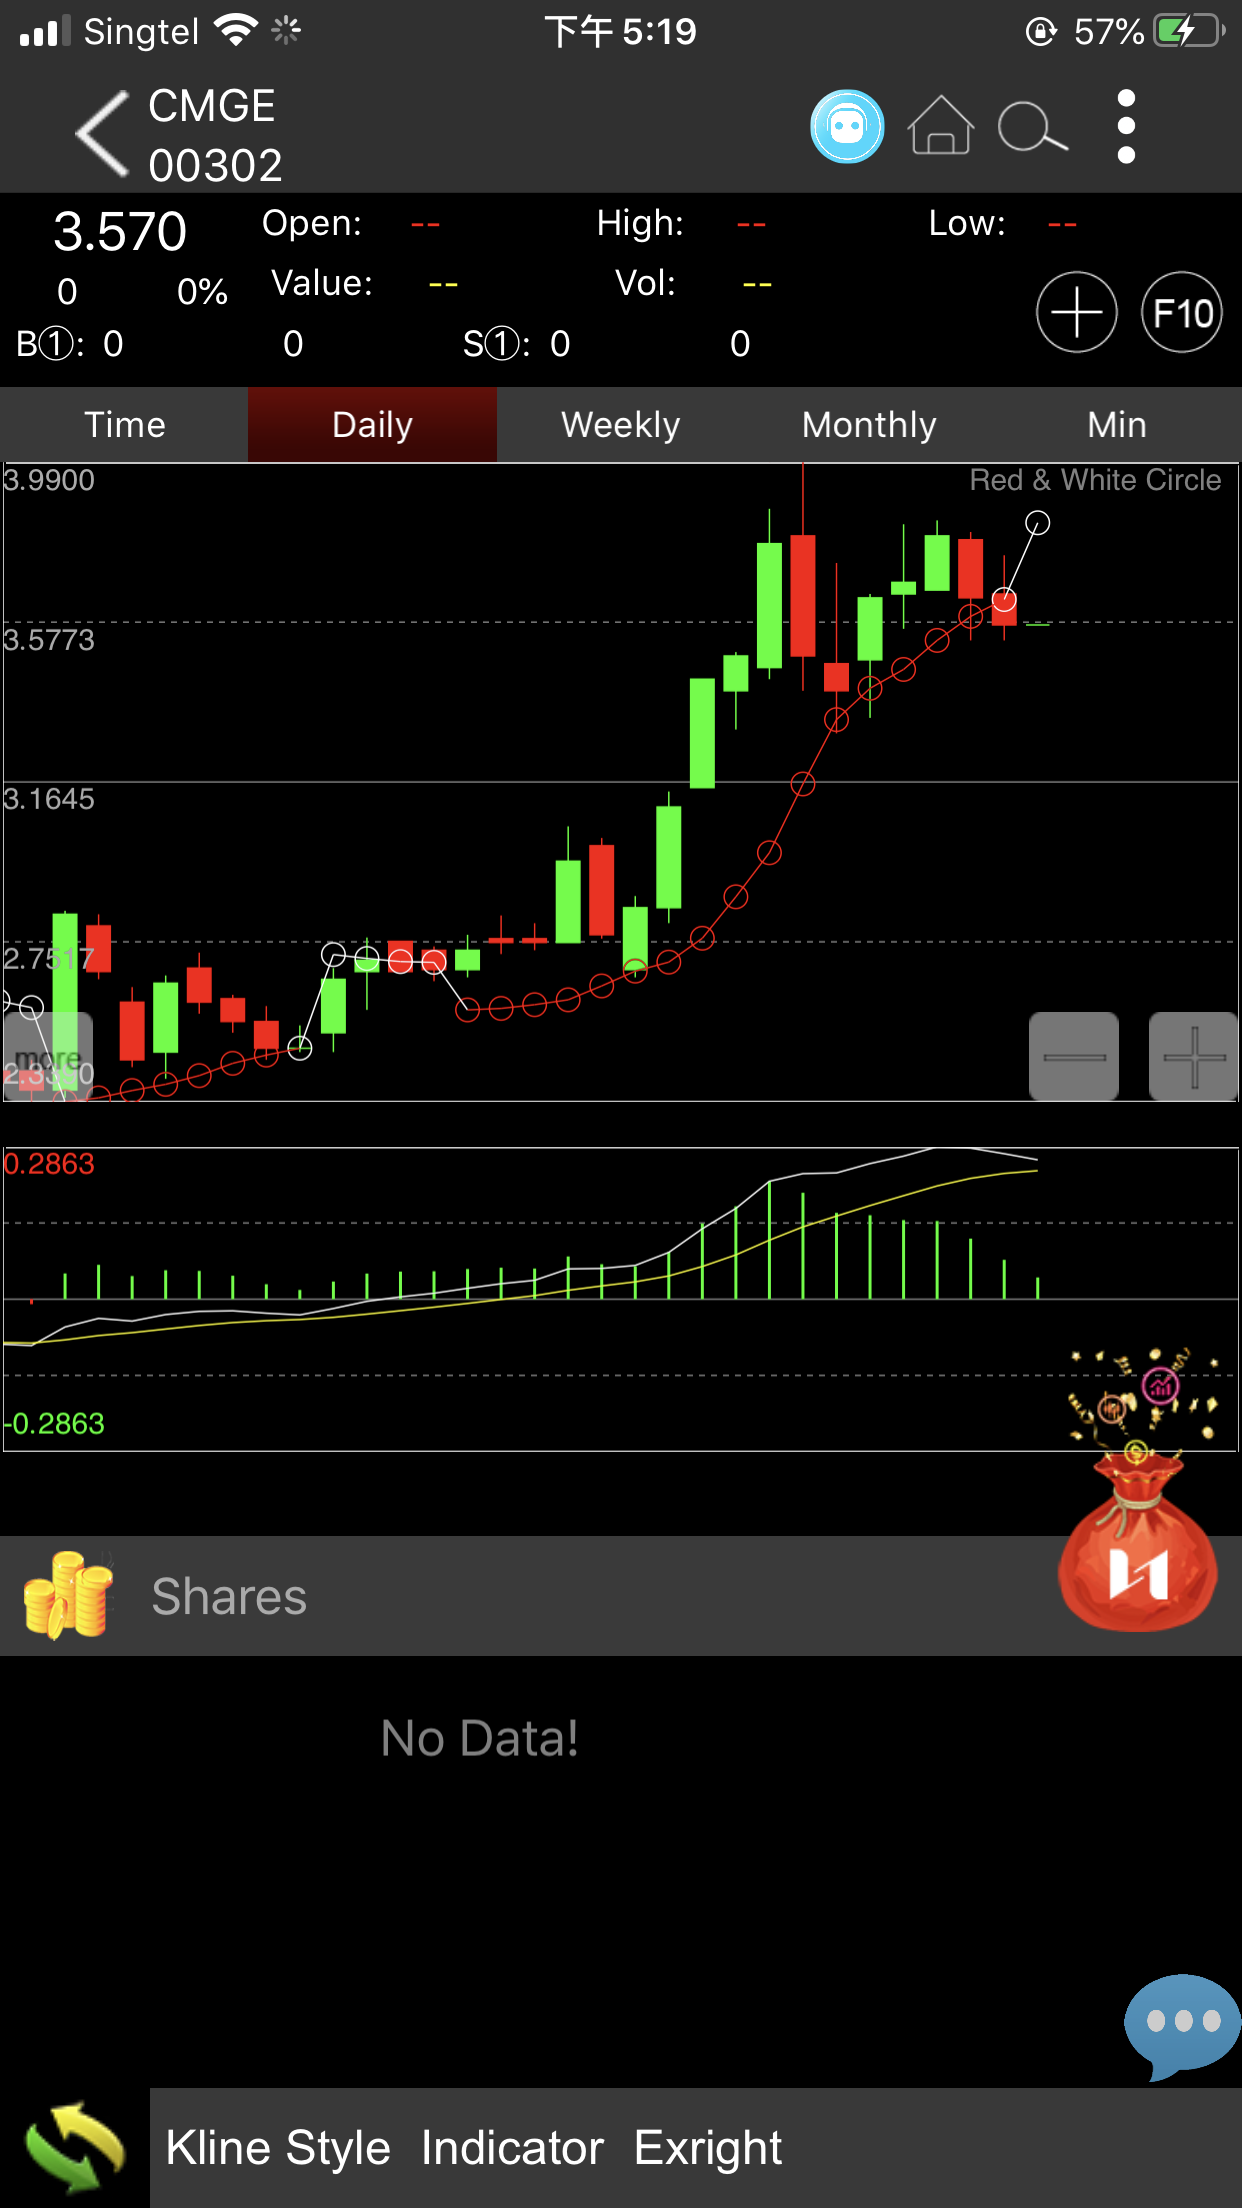 Singtel 下午 5:19 57%
CMGE
00302
3.570 Open: -- High: -- Low: --
0 0% Value: -- Vol: --
B①: 0 0 S①: 0 0
F10
Time Daily Weekly Monthly Min
3.9900 Red & White Circle
3.5773
3.1645
2.7517
more
0.2863
-0.2863
Shares
No Data!
Kline Style Indicator Exright